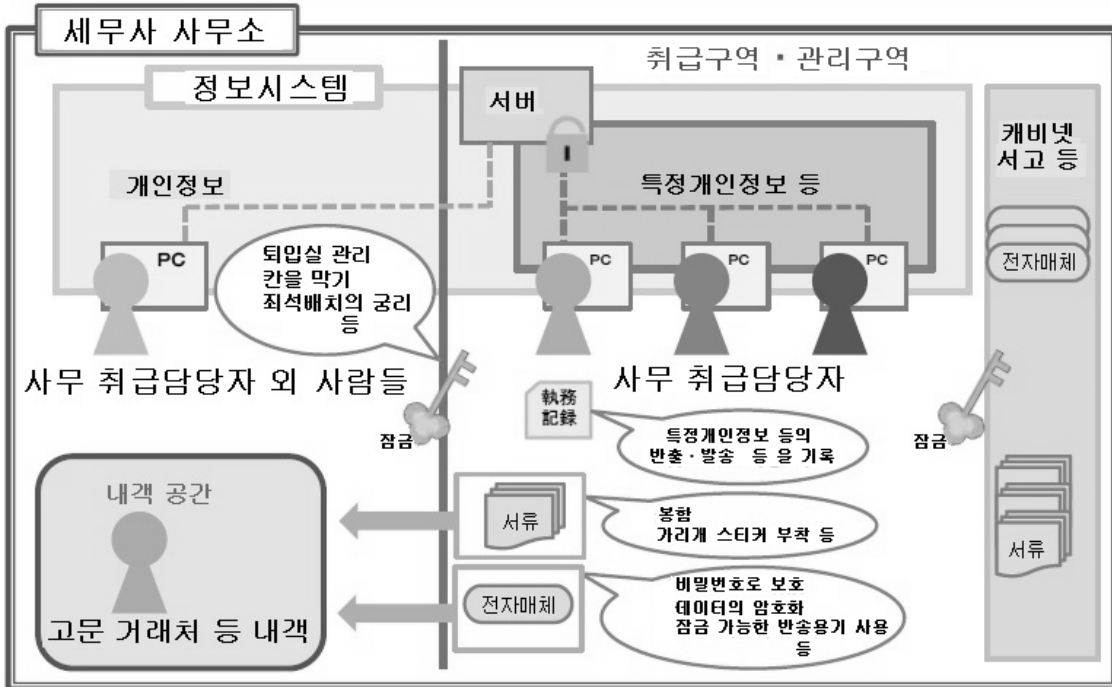 세무사 사무소
취급구역・관리구역
정보시스템
서버
캐비넷
서고 등
개인정보
특정개인정보 등
PC
PC
PC
PC
전자매체
퇴입실 관리
칸을 막기
죄석배치의 궁리
등
사무 취급담당자 외 사람들
사무 취급담당자
잠금
執務
記録
특정개인정보 등의
반출・발송 등 을 기록
잠금
내객 공간
고문 거래처 등 내객
서류
봉함
가리개 스티커 부착 등
서류
전자매체
비밀번호로 보호
데이터의 암호화
잠금 가능한 반송용기 사용
등